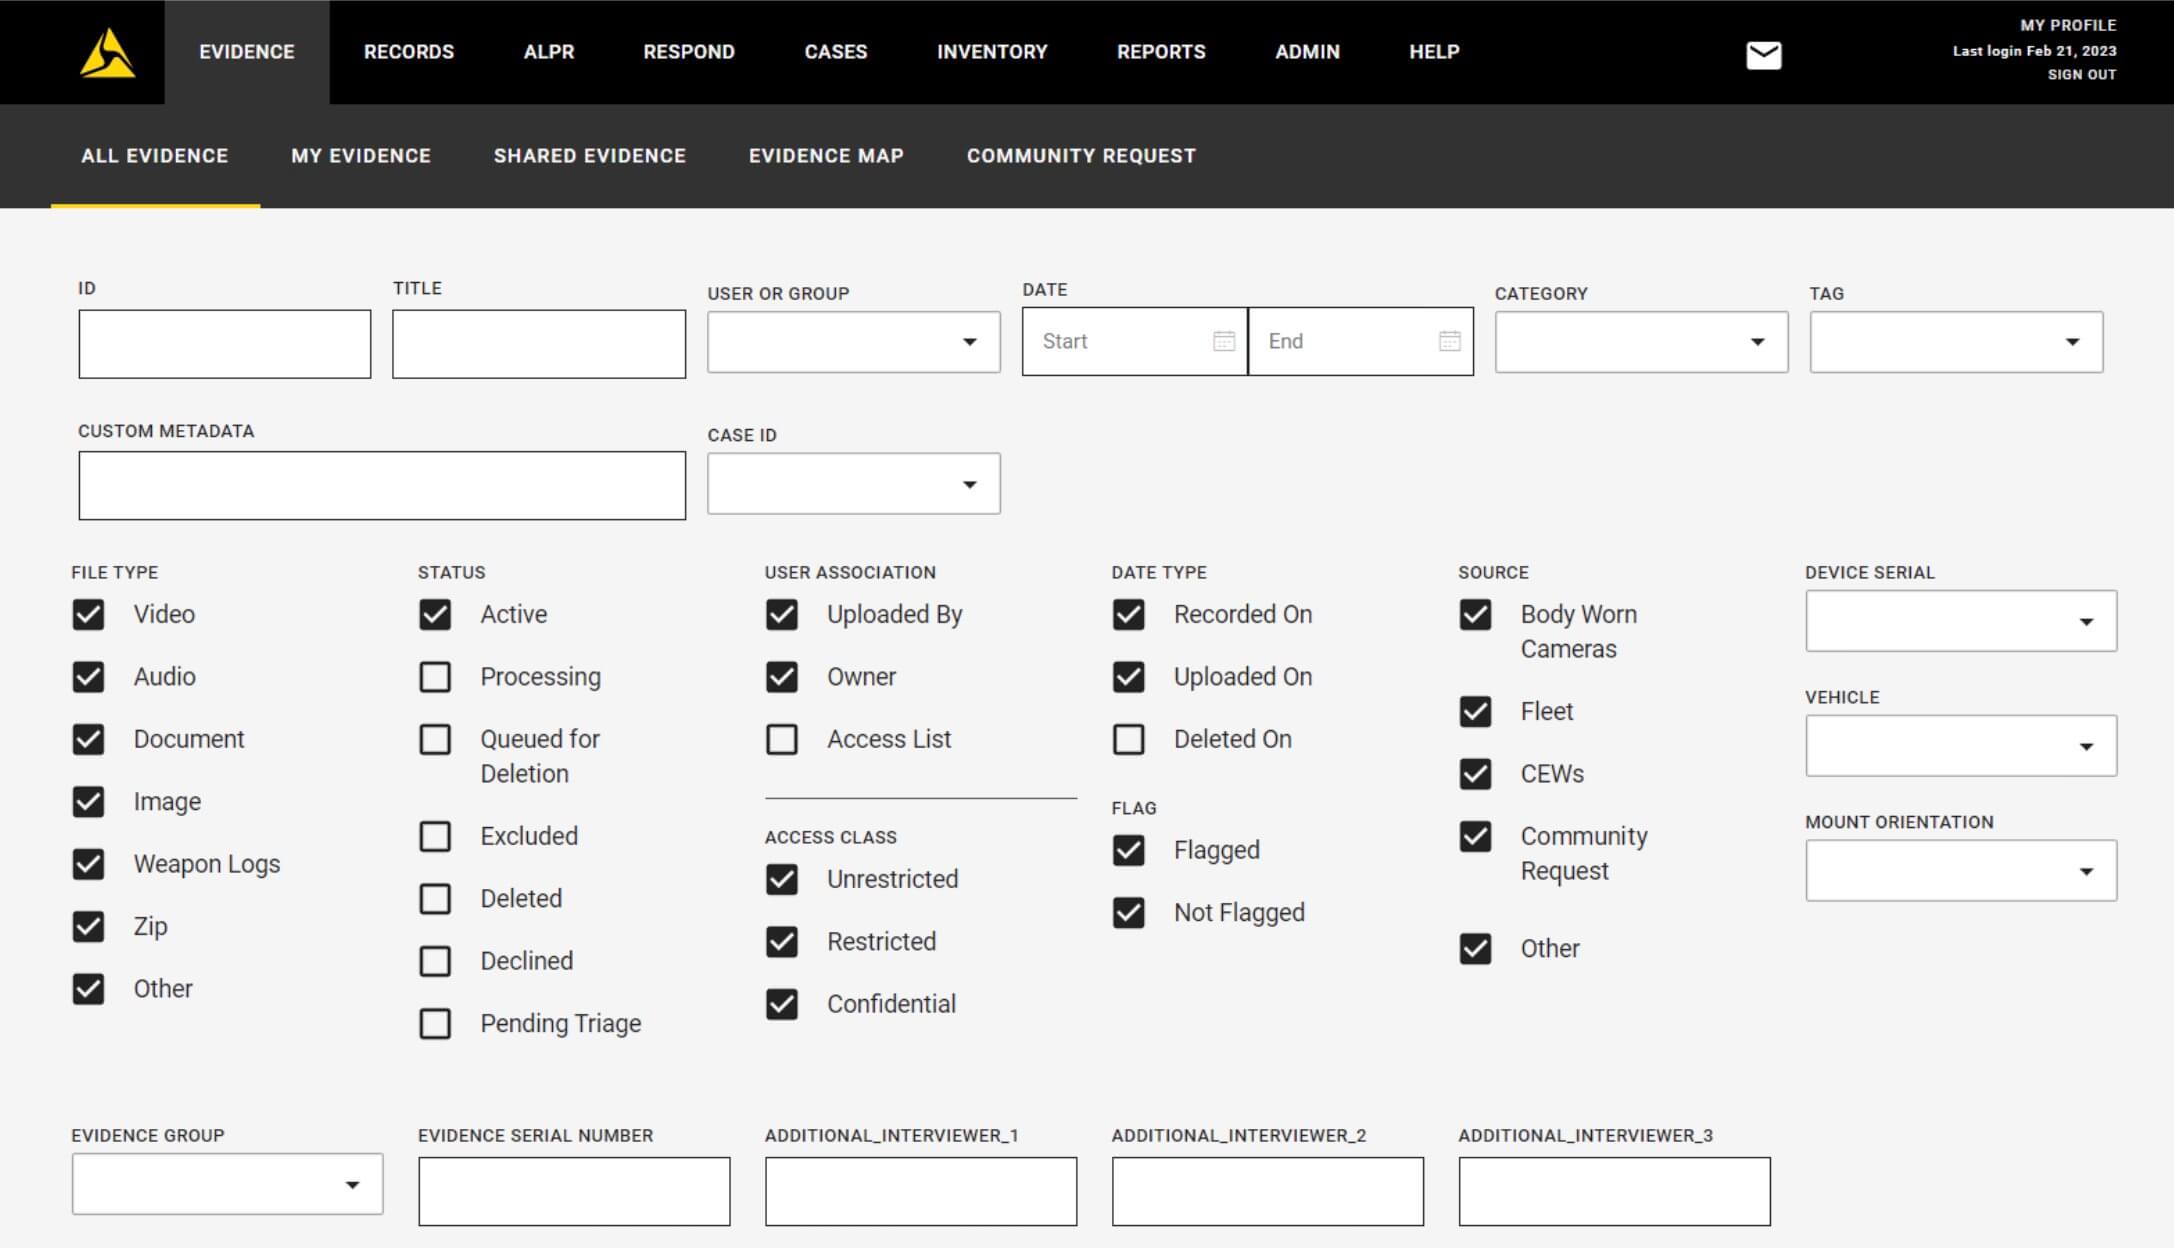 EVIDENCE RECORDS ALPR RESPOND CASES INVENTORY REPORTS ADMIN HELP
MY PROFILE
Last login Feb 21, 2023
SIGN OUT
ALL EVIDENCE MY EVIDENCE SHARED EVIDENCE EVIDENCE MAP COMMUNITY REQUEST
ID TITLE USER OR GROUP DATE CATEGORY TAG
Start End
CUSTOM METADATA CASE ID
FILE TYPE
Video
Audio
Document
Image
Weapon Logs
Zip
Other
STATUS
Active
Processing
Queued for
Deletion
Excluded
Deleted
Declined
Pending Triage
USER ASSOCIATION
Uploaded By
Owner
Access List
ACCESS CLASS
Unrestricted
Restricted
Confidential
DATE TYPE
Recorded On
Uploaded On
Deleted On
FLAG
Flagged
Not Flagged
SOURCE
Body Worn
Cameras
Fleet
CEWs
Community
Request
Other
DEVICE SERIAL
VEHICLE
MOUNT ORIENTATION
EVIDENCE GROUP EVIDENCE SERIAL NUMBER ADDITIONAL_INTERVIEWER_1 ADDITIONAL_INTERVIEWER_2 ADDITIONAL_INTERVIEWER_3